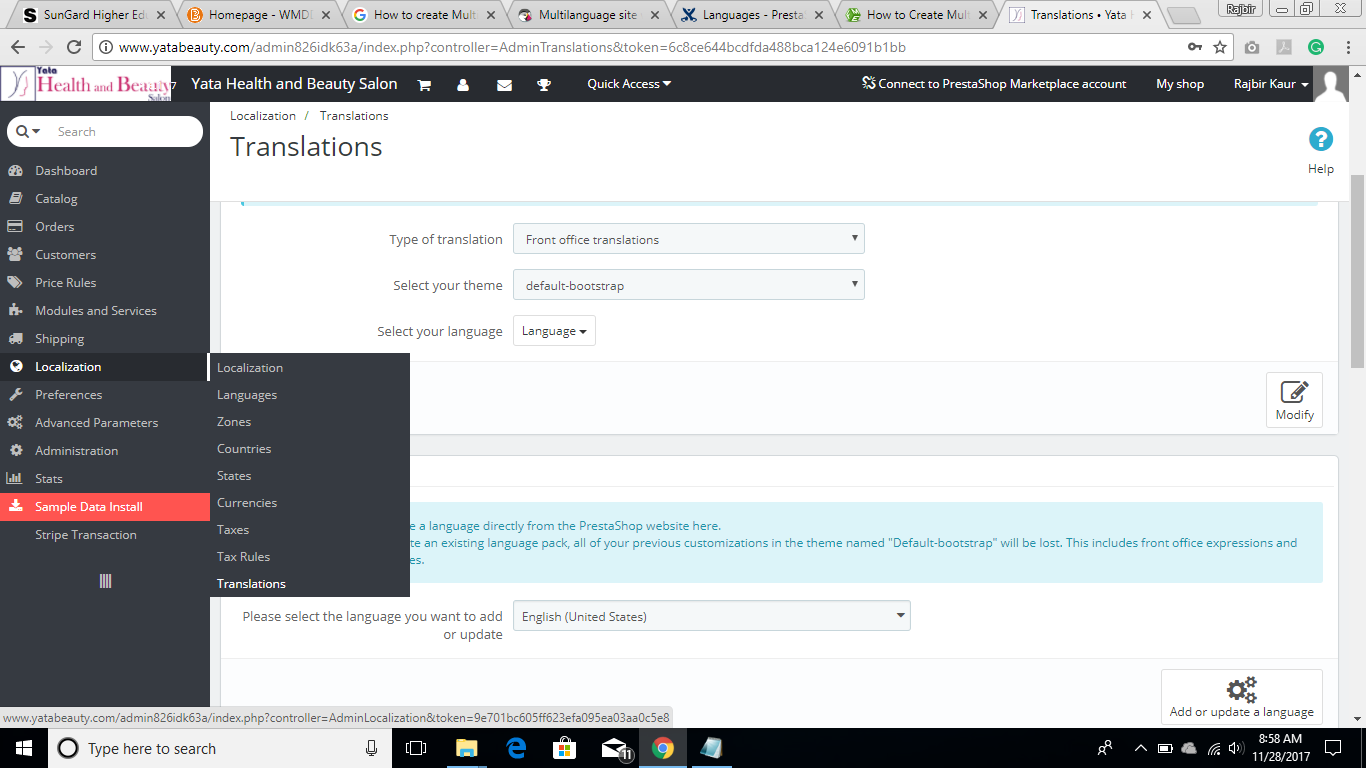 SunGard Higher Ed
Homepage - WMD
How to create Mult
Multilanguage site
Languages - Presta
How to Create Mult
Translations • Yata
Rajbir
www.yatabeauty.com/admin826idk63a/index.php?controller=AdminTranslations&token=6c8ce644bcdfda488bca124e6091b1bb
Yata
Health and Beauty
Salon
Yata Health and Beauty Salon
Quick Access
Connect to PrestaShop Marketplace account
My shop
Rajbir Kaur
Search
Localization / Translations
Translations
Help
Dashboard
Catalog
Orders
Customers
Price Rules
Modules and Services
Shipping
Localization
Preferences
Advanced Parameters
Administration
Stats
Sample Data Install
Stripe Transaction
Localization
Languages
Zones
Countries
States
Currencies
Taxes
Tax Rules
Translations
Type of translation
Front office translations
Select your theme
default-bootstrap
Select your language
Language
Modify
e a language directly from the PrestaShop website here.
te an existing language pack, all of your previous customizations in the theme named "Default-bootstrap" will be lost. This includes front office expressions and
es.
Please select the language you want to add
or update
English (United States)
Add or update a language
www.yatabeauty.com/admin826idk63a/index.php?controller=AdminLocalization&token=9e701bc605ff623efa095ea03aa0c5e8
Type here to search
11
8:58 AM
11/28/2017